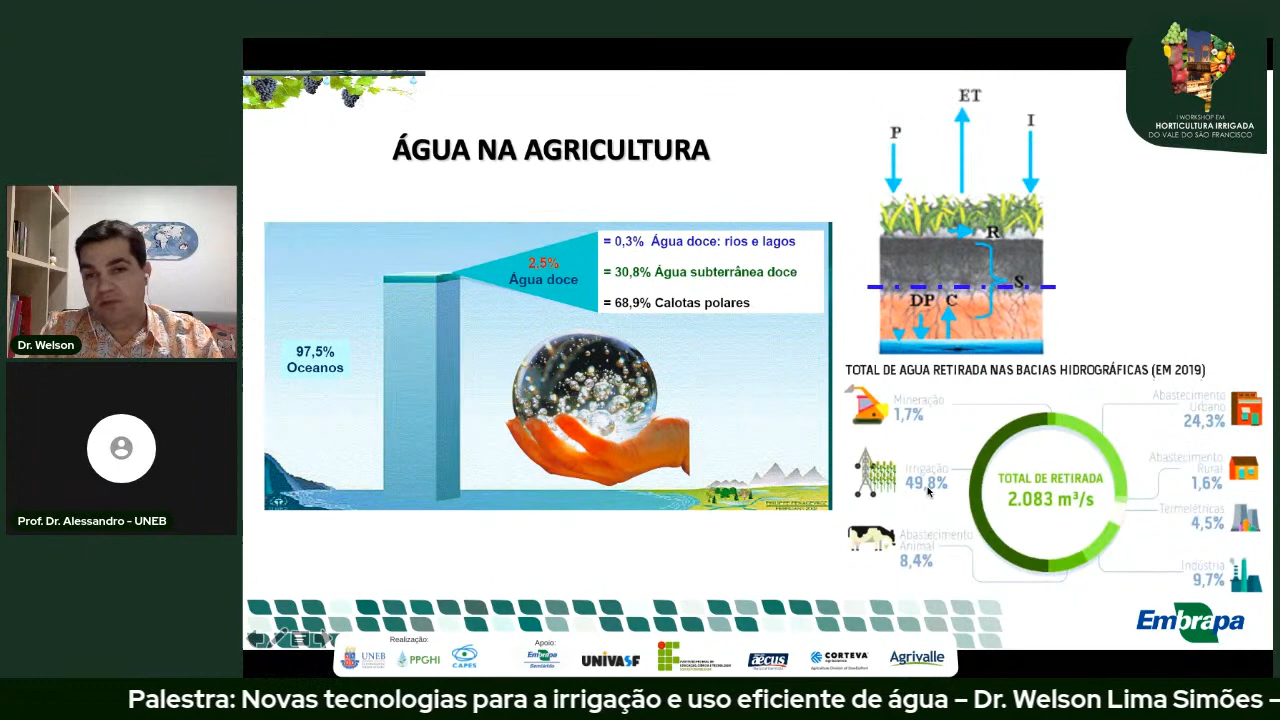 I WORKSHOP EM
HORTICULTURA IRRIGADA
DO VALE DO SÃO FRANCISCO
ÁGUA NA AGRICULTURA
97,5%
Oceanos
2.5%
Água doce
= 0,3% Água doce: rios e lagos
= 30,8% Água subterrânea doce
= 68,9% Calotas polares
P
ET
I
R
S
DP
C
TOTAL DE AGUA RETIRADA NAS BACIAS HIDROGRÁFICAS (EM 2019)
Mineração
1,7%
Irrigação
49,8%
Abastecimento
Animal
8,4%
TOTAL DE RETIRADA
2.083 m³/s
Abastecimento
Urbano
24,3%
Abastecimento
Rural
1,6%
Termelétricas
4,5%
Indústria
9,7%
Embrapa
Dr. Welson
Prof. Dr. Alessandro - UNEB
Realização:
UNEB
PPGHI
CAPES
Apoio:
Embrapa
Semiárido
UNIVASF
æcus
CORTEVA
agriscience
Agrivalle
Palestra: Novas tecnologias para a irrigação e uso eficiente de água – Dr. Welson Lima Simões -